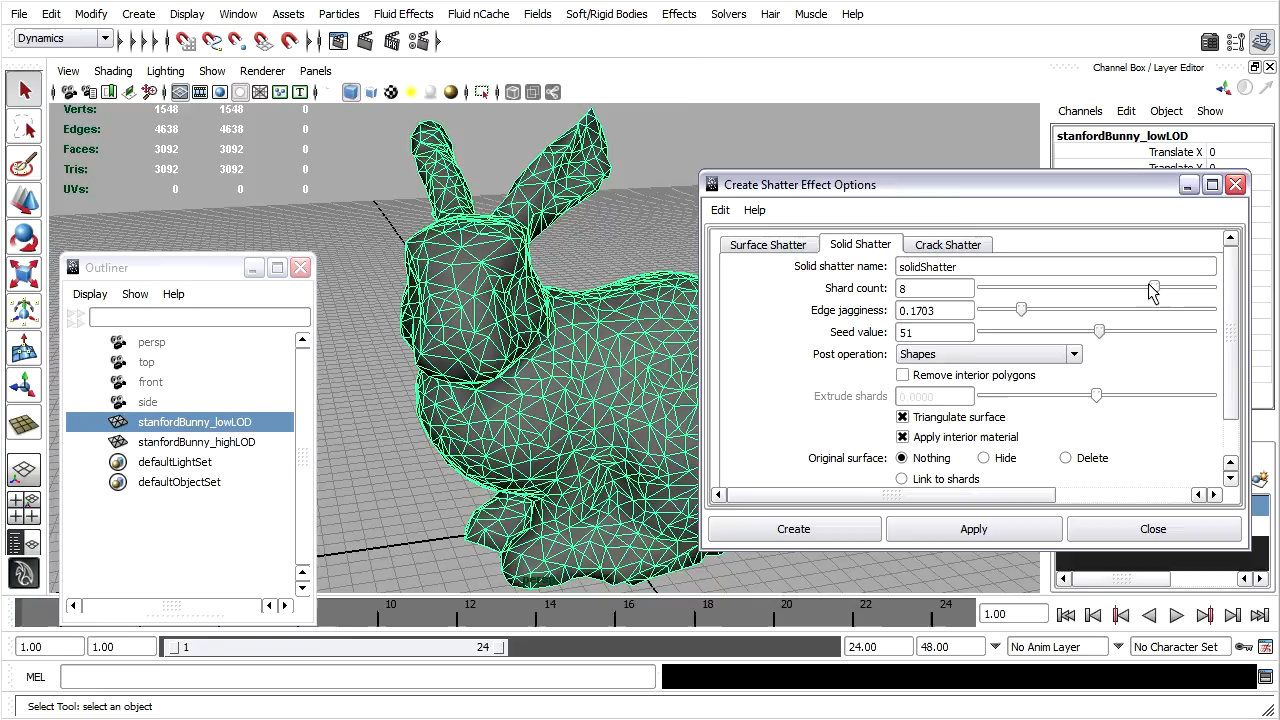 File Edit Modify Create Display Window Assets Particles Fluid Effects Fluid nCache Fields Soft/Rigid Bodies Effects Solvers Hair Muscle Help
Dynamics
View Shading Lighting Show Renderer Panels
Channel Box / Layer Editor
Channels Edit Object Show
Verts: 1548 1548 0
Edges: 4638 4638 0
Faces: 3092 3092 0
Tris: 3092 3092 0
UVs: 0 0 0
stanfordBunny_lowLOD
Translate X 0
Create Shatter Effect Options
Edit Help
Surface Shatter Solid Shatter Crack Shatter
Solid shatter name: solidShatter
Shard count: 8
Edge jagginess: 0.1703
Seed value: 51
Post operation: Shapes
Remove interior polygons
Extrude shards 0.0000
Triangulate surface
Apply interior material
Original surface: Nothing Hide Delete
Link to shards
Create Apply Close
Outliner
Display Show Help
persp
top
front
side
stanfordBunny_lowLOD
stanfordBunny_highLOD
defaultLightSet
defaultObjectSet
10 12 14 16 18 20 22 24
1.00
1.00 1.00 1 24 24.00 48.00 No Anim Layer No Character Set
MEL
Select Tool: select an object